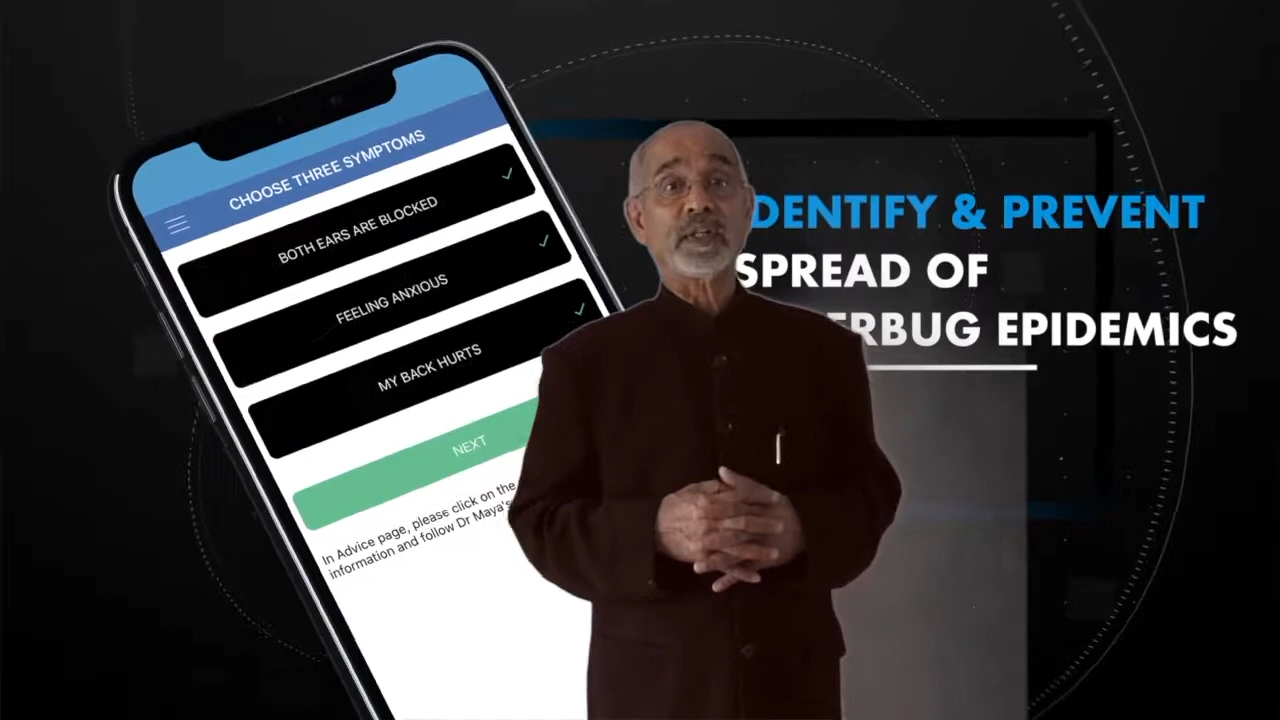 CHOOSE THREE SYMPTOMS
BOTH EARS ARE BLOCKED
FEELING ANXIOUS
MY BACK HURTS
NEXT
In Advice page, please click on the
information and follow Dr Maya's
DENTIFY & PREVENT
SPREAD OF
ERBUG EPIDEMICS